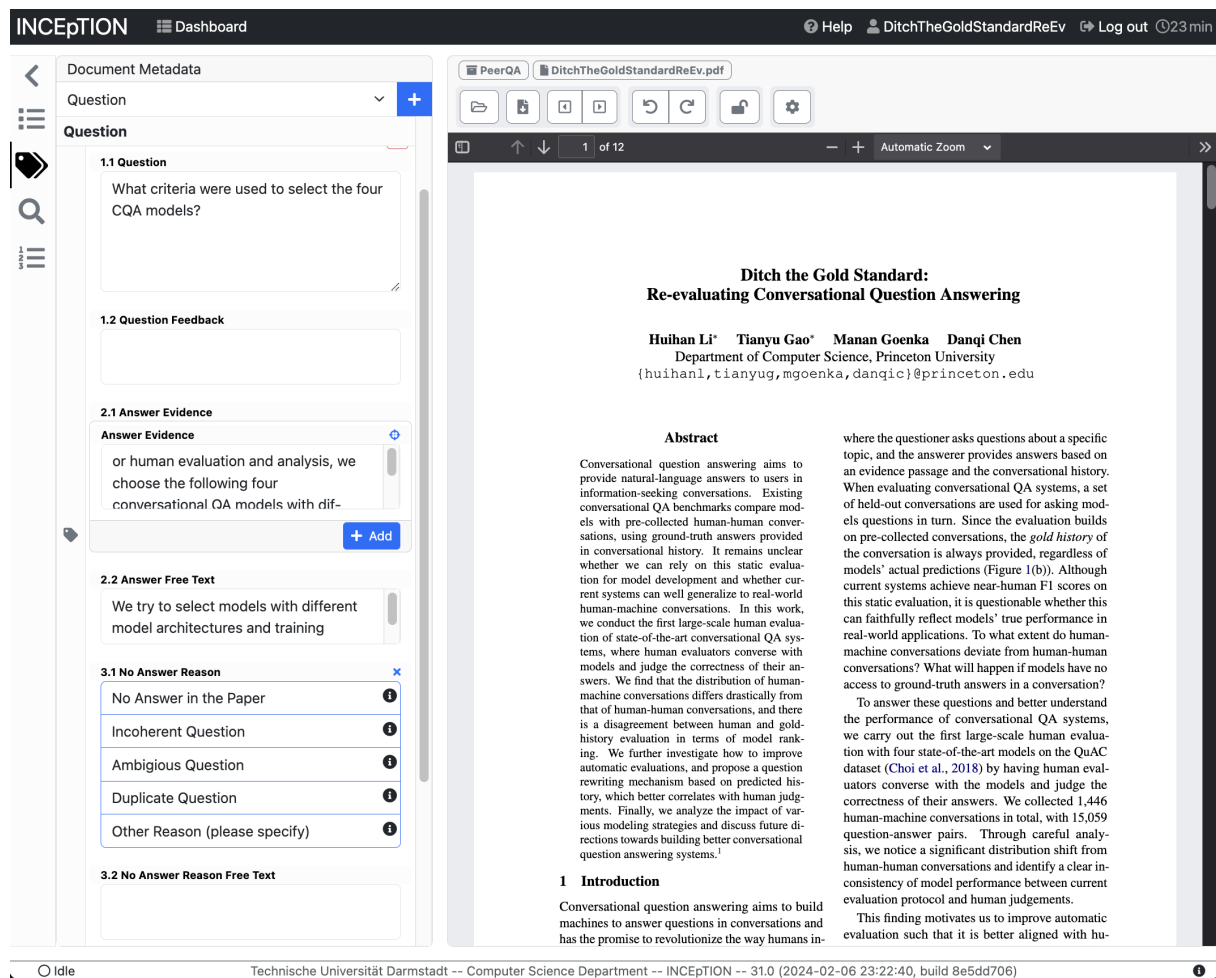 INCEpTION
Dashboard
Help
DitchTheGoldStandardReEv
Log out
23 min
Document Metadata
Question
Question
1.1 Question
What criteria were used to select the four
CQA models?
1.2 Question Feedback
2.1 Answer Evidence
Answer Evidence
or human evaluation and analysis, we
choose the following four
conversational QA models with dif-
+ Add
2.2 Answer Free Text
We try to select models with different
model architectures and training
3.1 No Answer Reason
No Answer in the Paper
Incoherent Question
Ambigious Question
Duplicate Question
Other Reason (please specify)
3.2 No Answer Reason Free Text
PeerQA
DitchTheGoldStandardReEv.pdf
1 of 12
Automatic Zoom
Ditch the Gold Standard:
Re-evaluating Conversational Question Answering
Huihan Li* Tianyu Gao* Manan Goenka Danqi Chen
Department of Computer Science, Princeton University
{huihanl,tianyug,mgoenka,danqic}@princeton.edu
Abstract
Conversational question answering aims to
provide natural-language answers to users in
information-seeking conversations. Existing
conversational QA benchmarks compare mod-
els with pre-collected human-human conver-
sations, using ground-truth answers provided
in conversational history. It remains unclear
whether we can rely on this static evalua-
tion for model development and whether cur-
rent systems can well generalize to real-world
human-machine conversations. In this work,
we conduct the first large-scale human evalua-
tion of state-of-the-art conversational QA sys-
tems, where human evaluators converse with
models and judge the correctness of their an-
swers. We find that the distribution of human-
machine conversations differs drastically from
that of human-human conversations, and there
is a disagreement between human and gold-
history evaluation in terms of model rank-
ing. We further investigate how to improve
automatic evaluations, and propose a question
rewriting mechanism based on predicted his-
tory, which better correlates with human judg-
ments. Finally, we analyze the impact of var-
ious modeling strategies and discuss future di-
rections towards building better conversational
question answering systems.1
1 Introduction
Conversational question answering aims to build
machines to answer questions in conversations and
has the promise to revolutionize the way humans in-
where the questioner asks questions about a specific
topic, and the answerer provides answers based on
an evidence passage and the conversational history.
When evaluating conversational QA systems, a set
of held-out conversations are used for asking mod-
els questions in turn. Since the evaluation builds
on pre-collected conversations, the gold history of
the conversation is always provided, regardless of
models' actual predictions (Figure 1(b)). Although
current systems achieve near-human F1 scores on
this static evaluation, it is questionable whether this
can faithfully reflect models' true performance in
real-world applications. To what extent do human-
machine conversations deviate from human-human
conversations? What will happen if models have no
access to ground-truth answers in a conversation?
To answer these questions and better understand
the performance of conversational QA systems,
we carry out the first large-scale human evalua-
tion with four state-of-the-art models on the QuAC
dataset (Choi et al., 2018) by having human eval-
uators converse with the models and judge the
correctness of their answers. We collected 1,446
human-machine conversations in total, with 15,059
question-answer pairs. Through careful analy-
sis, we notice a significant distribution shift from
human-human conversations and identify a clear in-
consistency of model performance between current
evaluation protocol and human judgements.
This finding motivates us to improve automatic
evaluation such that it is better aligned with hu-
Idle
Technische Universität Darmstadt -- Computer Science Department -- INCEpTION -- 31.0 (2024-02-06 23:22:40, build 8e5dd706)